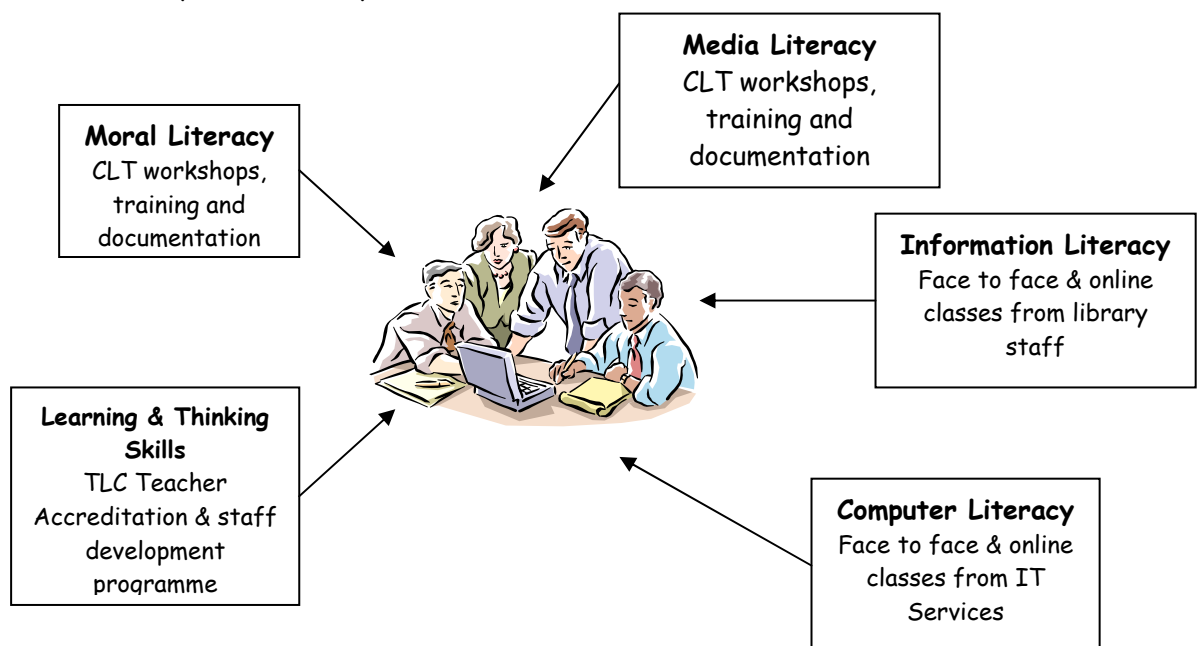 Media Literacy
CLT workshops,
training and
documentation
Moral Literacy
CLT workshops,
training and
documentation
Information Literacy
Face to face & online
classes from library
staff
Learning & Thinking
Skills
TLC Teacher
Accreditation & staff
development
programme
Computer Literacy
Face to face & online
classes from IT
Services